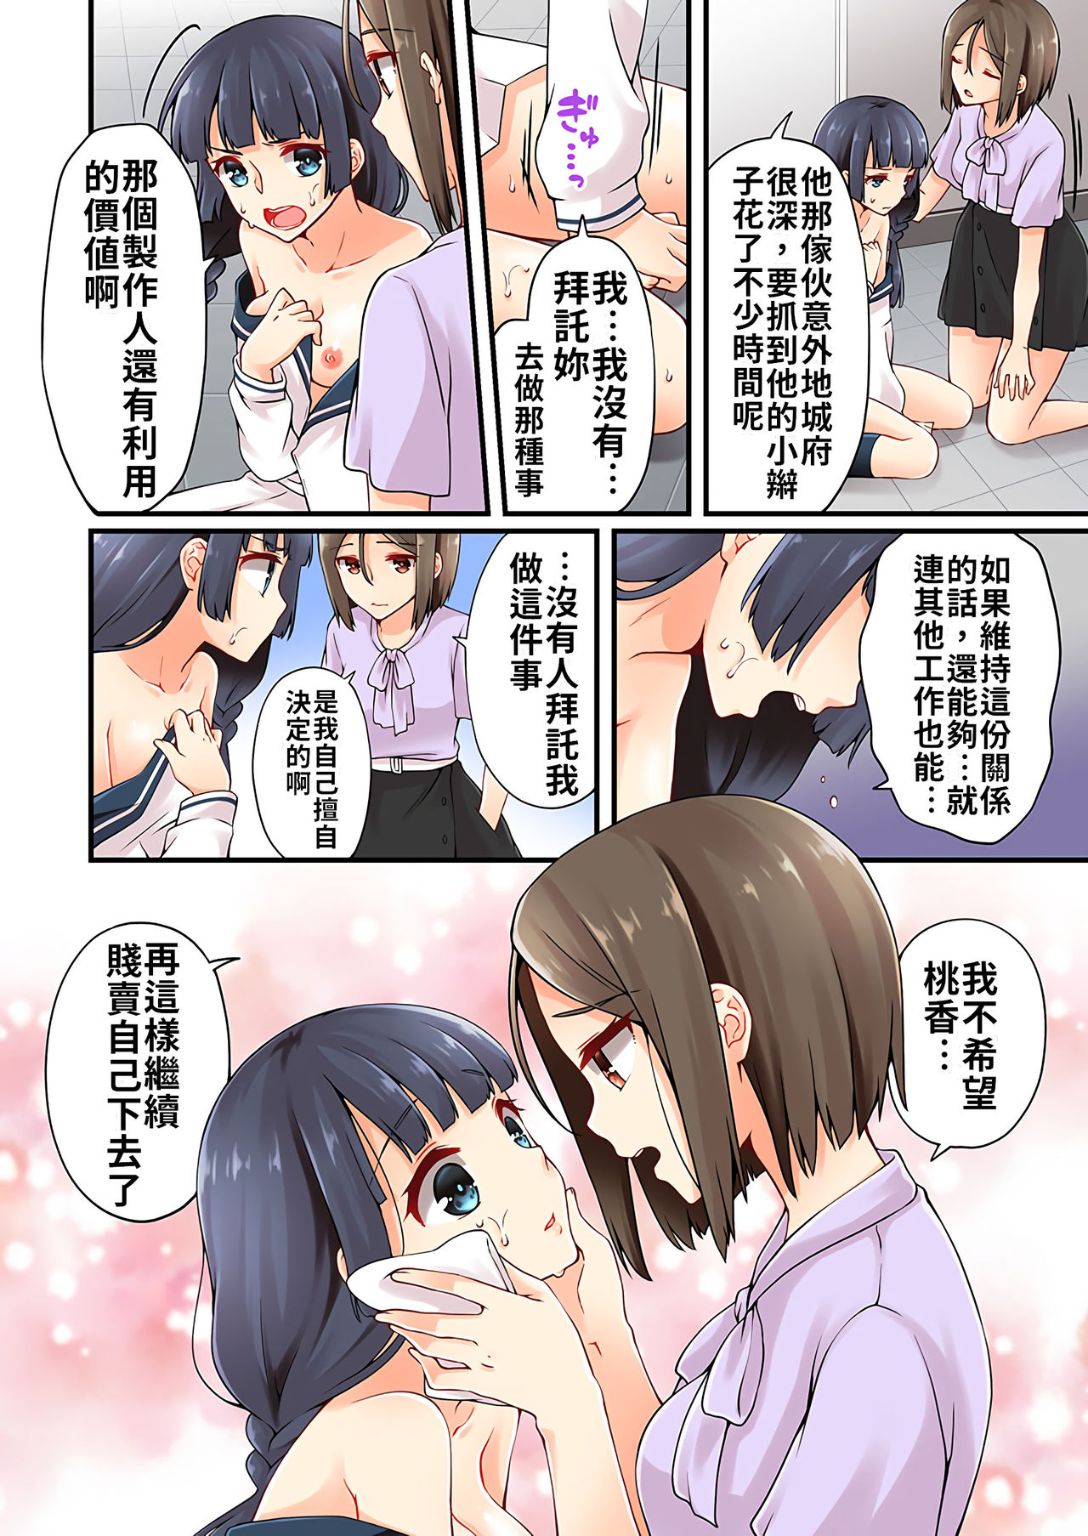 他那傢伙意外地城府
很深，要抓到他的小辮
子花了不少時間呢
ぎゅ…っ
我…我沒有…
拜託妳
去做那種事
那個製作人還有利用
的價值啊
如果維持這份關係
的話，還能夠…就
連其他工作也能…
…沒有人拜託我
做這件事
是我自己擅自
決定的啊
我不希望
桃香…
再這樣繼續
賤賣自己下去了